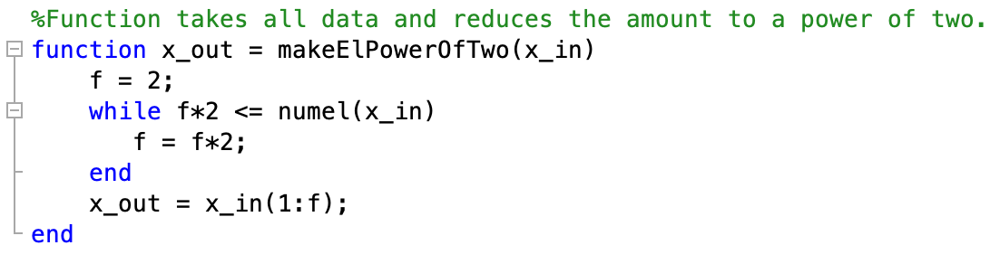 %Function takes all data and reduces the amount to a power of two.
function x_out = makeElPowerOfTwo(x_in)
    f = 2;
    while f*2 <= numel(x_in)
       f = f*2;
    end
    x_out = x_in(1:f);
end